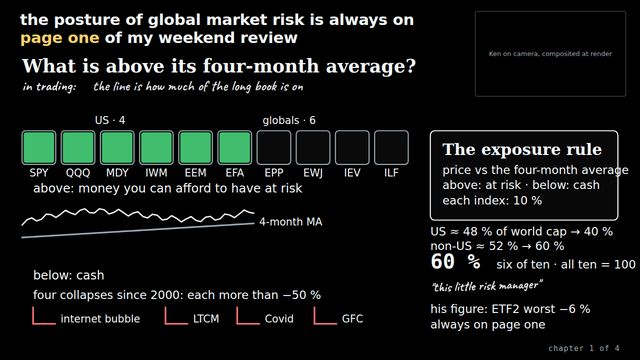 the posture of global market risk is always on
page one of my weekend review
Ken on camera, composited at render
What is above its four-month average?
in trading: the line is how much of the long book is on
US · 4 globals · 6
SPY QQQ MDY IWM EEM EFA EPP EWJ IEV ILF
above: money you can afford to have at risk
4-month MA
below: cash
four collapses since 2000: each more than −50 %
internet bubble LTCM Covid GFC
The exposure rule
price vs the four-month average
above: at risk · below: cash
each index: 10 %
US ≈ 48 % of world cap → 40 %
non-US ≈ 52 % → 60 %
60 % six of ten · all ten = 100
"this little risk manager"
his figure: ETF2 worst −6 %
always on page one
chapter 1 of 4